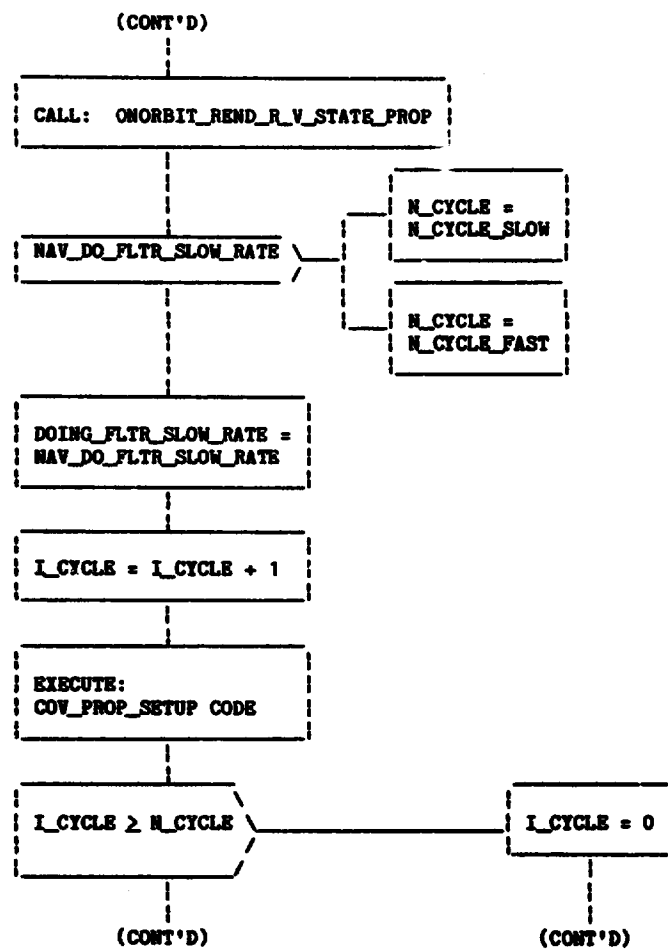 (CONT'D)
CALL: ONORBIT_REND_R_V_STATE_PROP
N_CYCLE =
N_CYCLE_SLOW
NAV_DO_FLTR_SLOW_RATE
N_CYCLE =
N_CYCLE_FAST
DOING_FLTR_SLOW_RATE =
NAV_DO_FLTR_SLOW_RATE
I_CYCLE = I_CYCLE + 1
EXECUTE:
COV_PROP_SETUP CODE
I_CYCLE ≥ N_CYCLE
I_CYCLE = 0
(CONT'D)
(CONT'D)